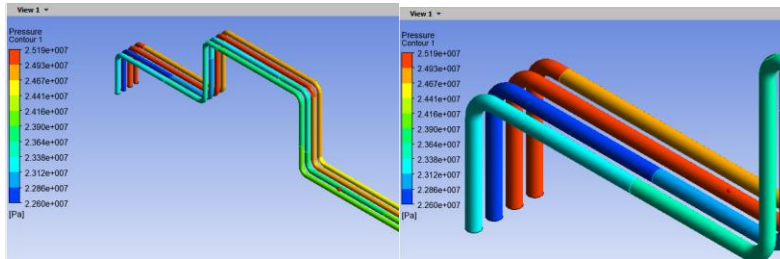 View 1
Pressure
Contour 1
2.519e+007
2.493e+007
2.467e+007
2.441e+007
2.416e+007
2.390e+007
2.364e+007
2.338e+007
2.312e+007
2.286e+007
2.260e+007
[Pa]
View 1
Pressure
Contour 1
2.519e+007
2.493e+007
2.467e+007
2.441e+007
2.416e+007
2.390e+007
2.364e+007
2.338e+007
2.312e+007
2.286e+007
2.260e+007
[Pa]